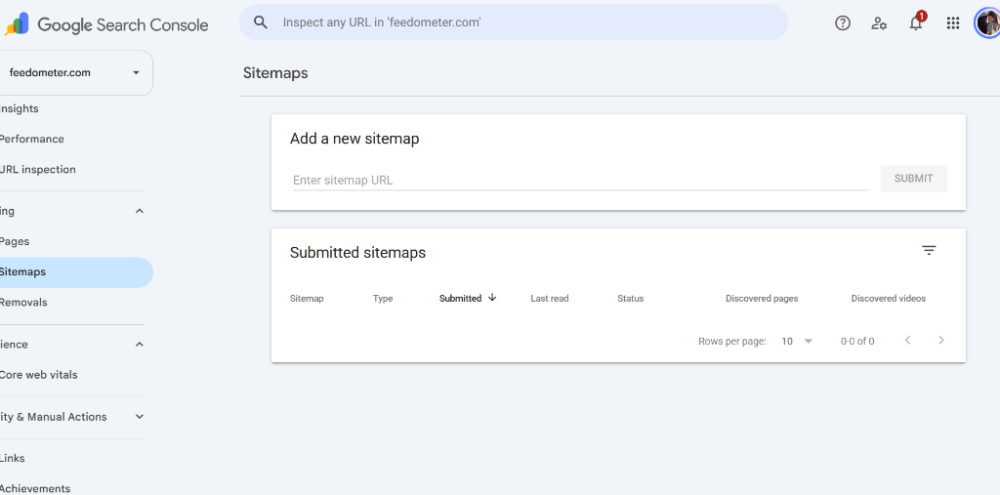 Google Search Console
Inspect any URL in 'feedometer.com'
1
feedometer.com
Sitemaps
nsights
Performance
URL inspection
ing
Pages
Sitemaps
Removals
ience
Core web vitals
ity & Manual Actions
Links
Achievements
Add a new sitemap
Enter sitemap URL
SUBMIT
Submitted sitemaps
Sitemap Type Submitted Last read Status Discovered pages Discovered videos
Rows per page: 10 0-0 of 0